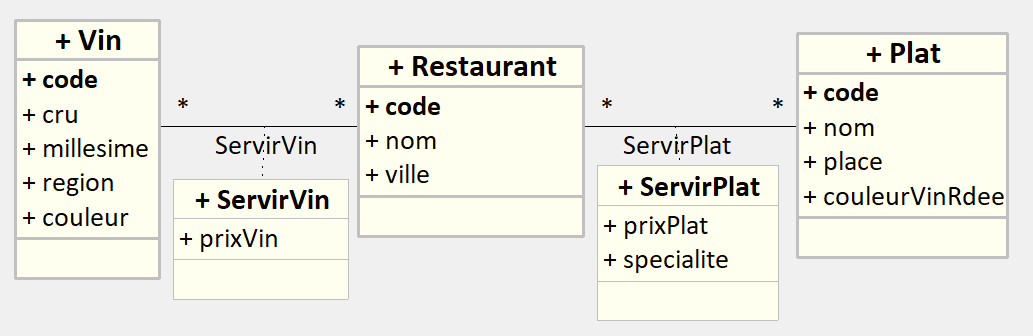 + Vin
+ code
+ cru
+ millesime
+ region
+ couleur
* *
ServirVin
+ ServirVin
+ prixVin
+ Restaurant
+ code
+ nom
+ ville
* *
ServirPlat
+ ServirPlat
+ prixPlat
+ specialite
+ Plat
+ code
+ nom
+ place
+ couleurVinRdee